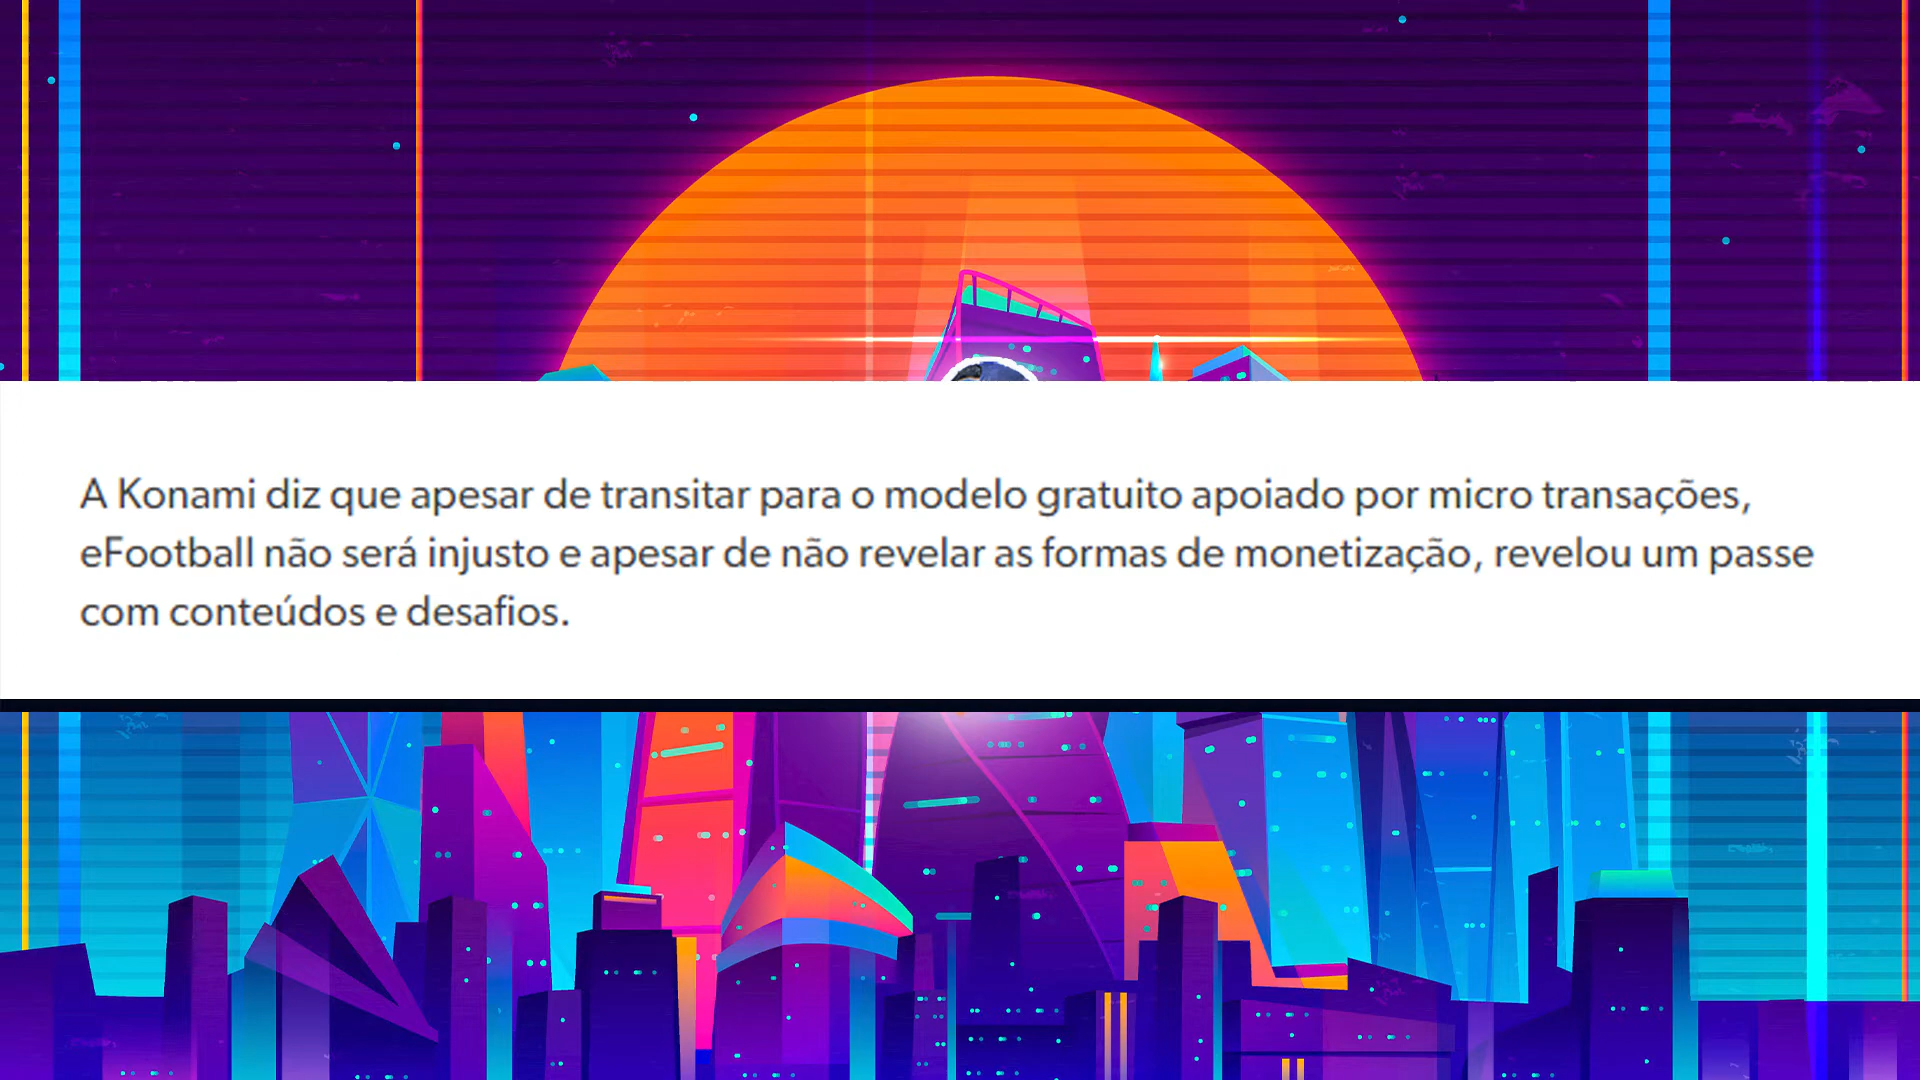 A Konami diz que apesar de transitar para o modelo gratuito apoiado por micro transações,
eFootball não será injusto e apesar de não revelar as formas de monetização, revelou um passe
com conteúdos e desafios.